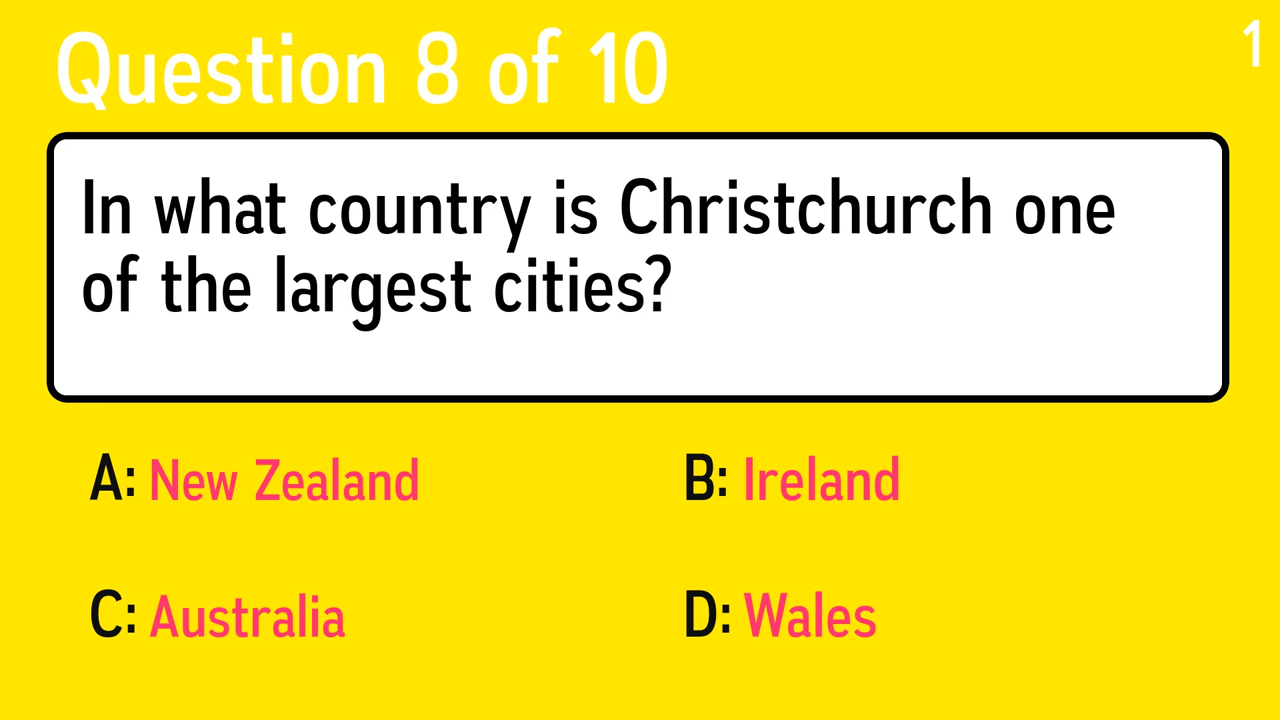 Question 8 of 10
1
In what country is Christchurch one
of the largest cities?
A: New Zealand
B: Ireland
C: Australia
D: Wales